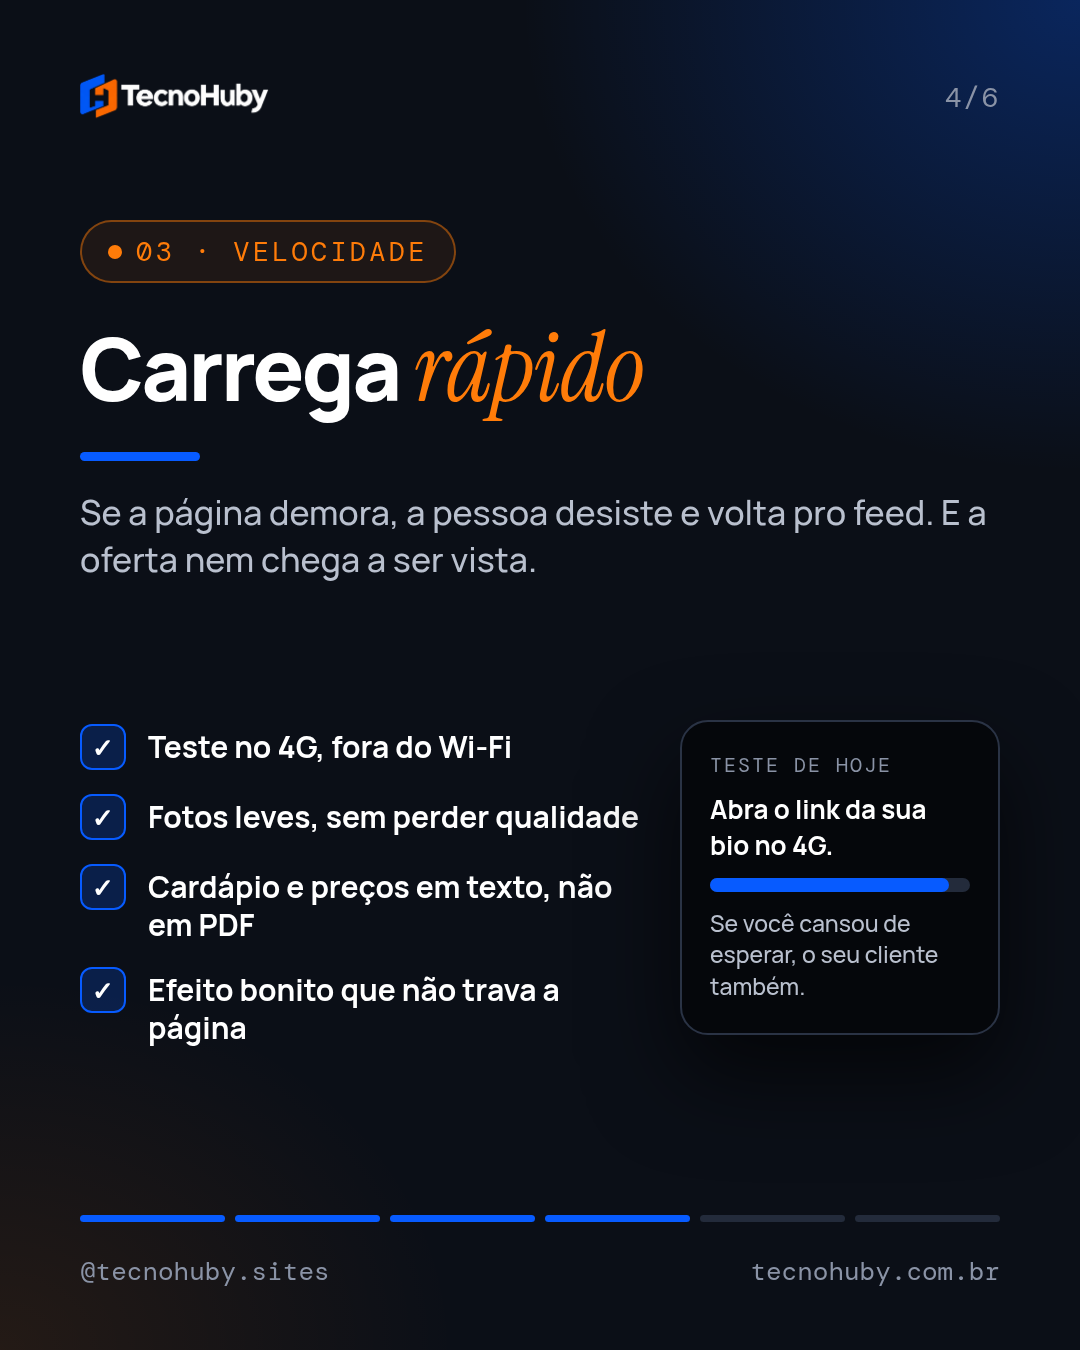 TecnoHuby
4/6
03 · VELOCIDADE
Carrega rápido
Se a página demora, a pessoa desiste e volta pro feed. E a
oferta nem chega a ser vista.
✓ Teste no 4G, fora do Wi-Fi
✓ Fotos leves, sem perder qualidade
✓ Cardápio e preços em texto, não
em PDF
✓ Efeito bonito que não trava a
página
TESTE DE HOJE
Abra o link da sua
bio no 4G.
Se você cansou de
esperar, o seu cliente
também.
@tecnohuby.sites
tecnohuby.com.br